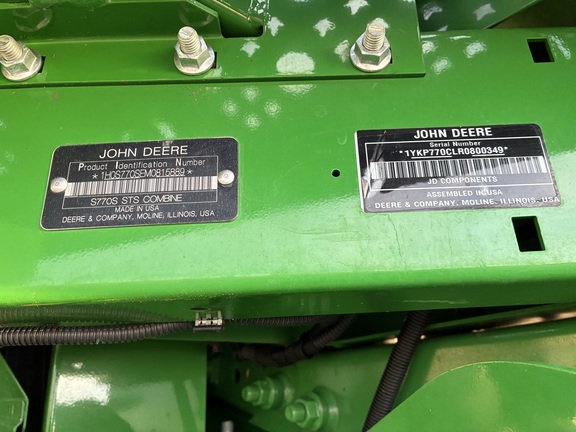 JOHN DEERE
Product Identification Number
*1H0S770SEM0815889*
S770S STS COMBINE
MADE IN USA
DEERE & COMPANY, MOLINE, ILLINOIS, USA
JOHN DEERE
Serial Number
*1YKP770CLR0800349*
JD COMPONENTS
ASSEMBLED IN USA
DEERE & COMPANY, MOLINE, ILLINOIS, USA